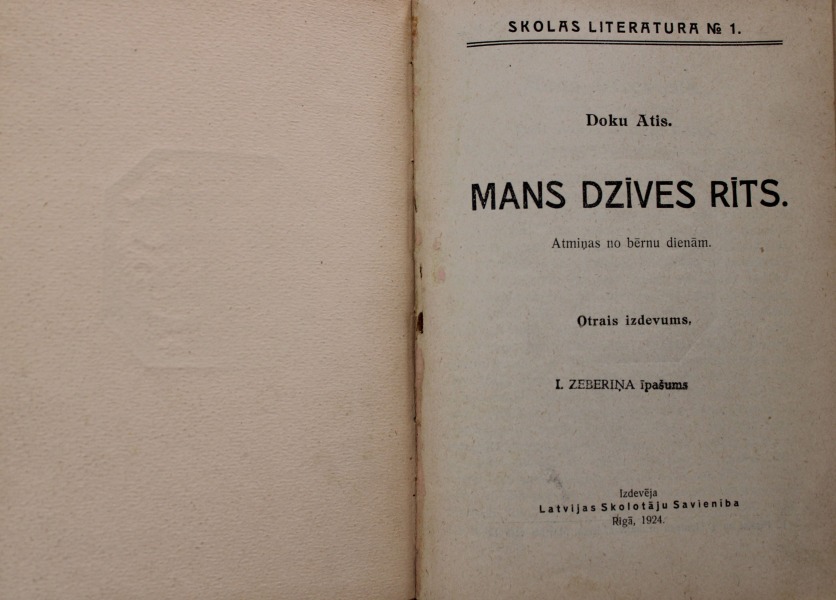 SKOLAS LITERATURA № 1.
Doku Atis.
MANS DZĪVES RĪTS.
Atmiņas no bērnu dienām.
Otrais izdevums,
I. ZEBERIŅA īpašums
Izdevēja
Latvijas Skolotāju Savienība
Rīgā, 1924.